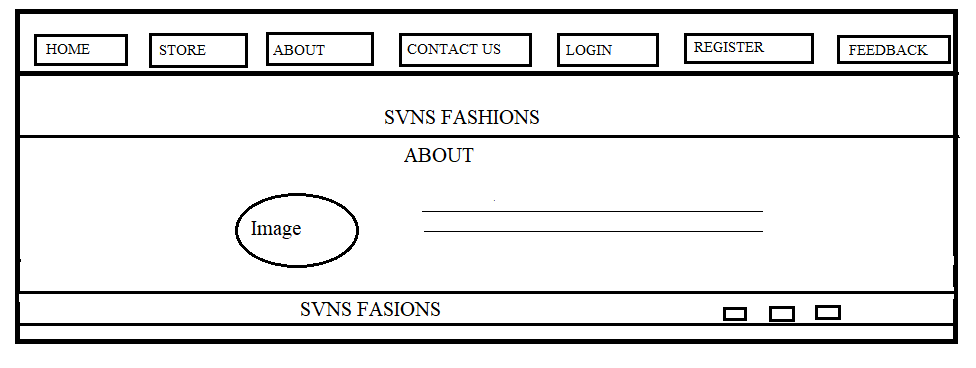 HOME STORE ABOUT CONTACT US LOGIN REGISTER FEEDBACK
SVNS FASHIONS
ABOUT
Image
SVNS FASIONS